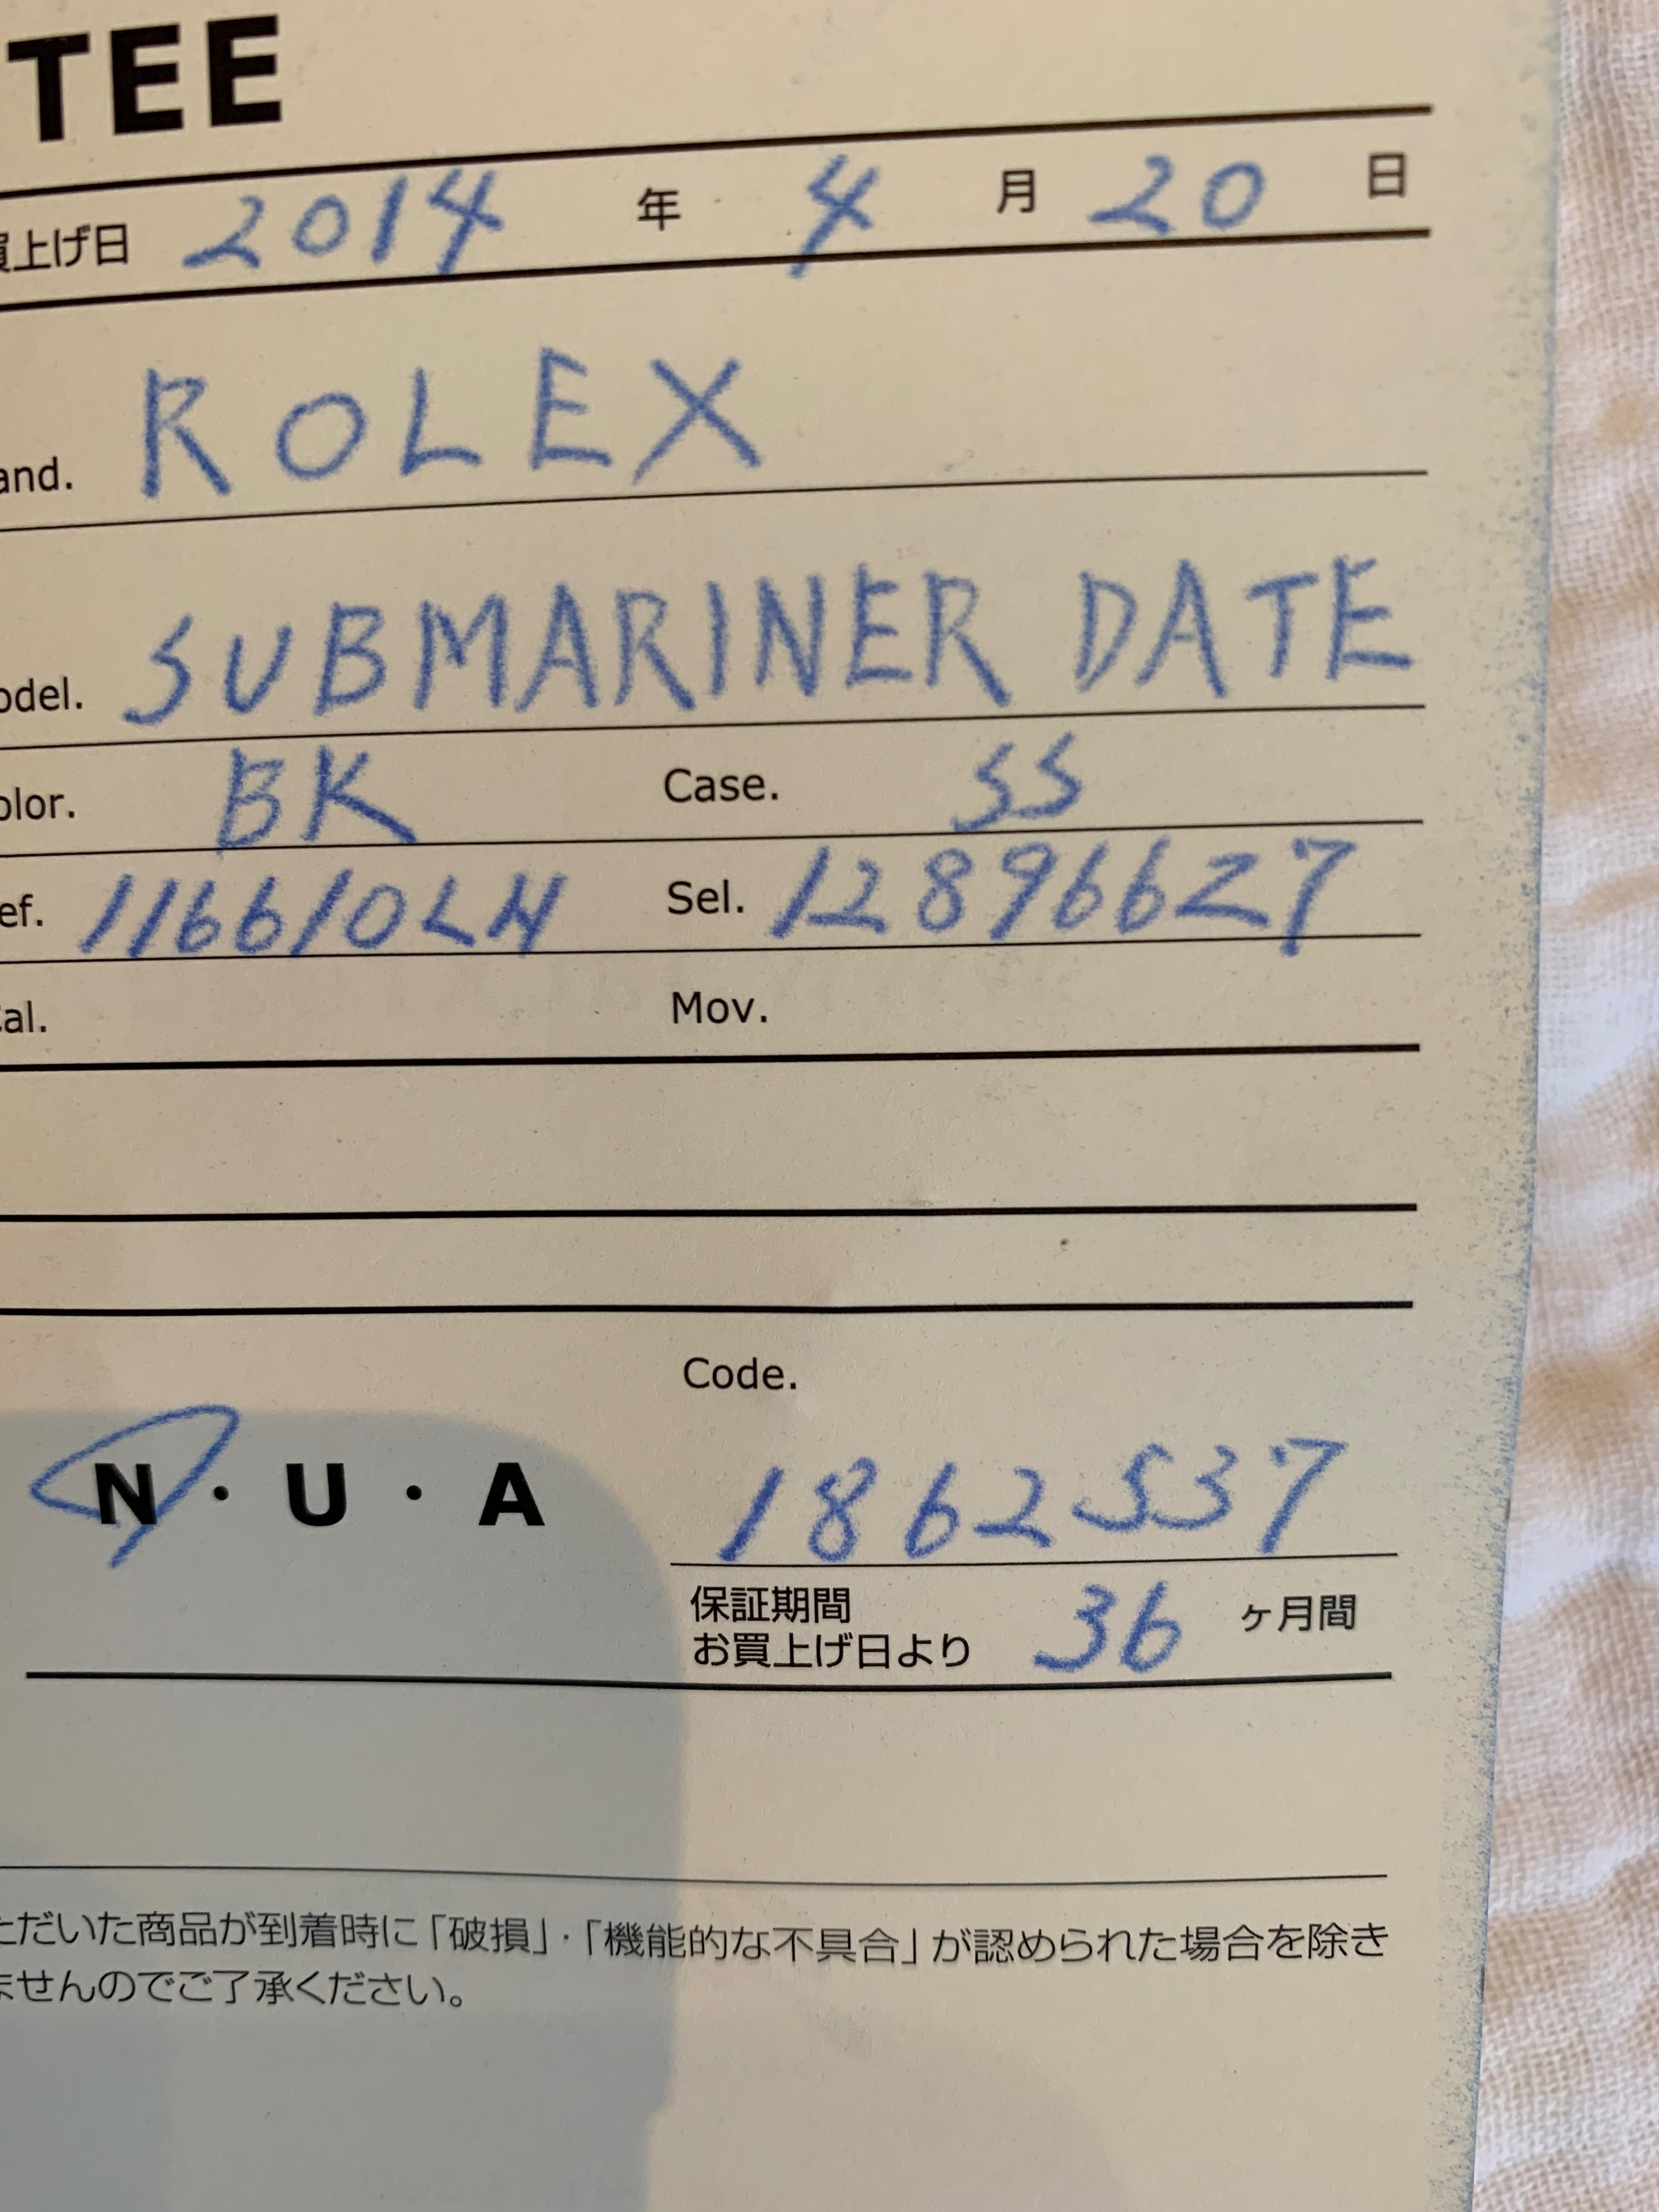 TEE
買上げ日 2014 年 4 月 20 日
and. ROLEX
odel. SUBMARINER DATE
olor. BK Case. SS
ef. 116610LN Sel. 12896627
Cal. Mov.
Code.
N・U・A 1862537
保証期間
お買上げ日より 36 ヶ月間
ただいた商品が到着時に「破損」・「機能的な不具合」が認められた場合を除き
ませんのでご了承ください。